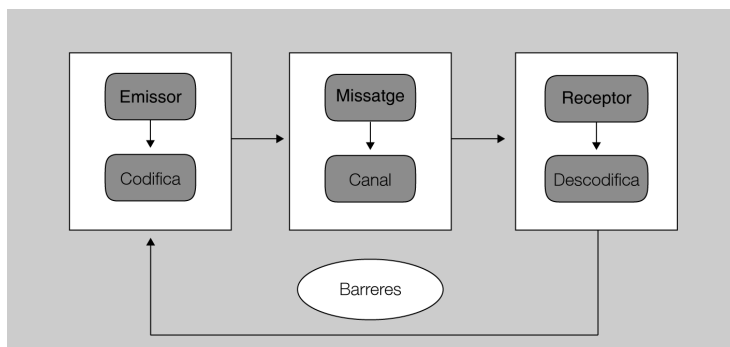 Emissor
Codifica
Missatge
Canal
Receptor
Descodifica
Barreres